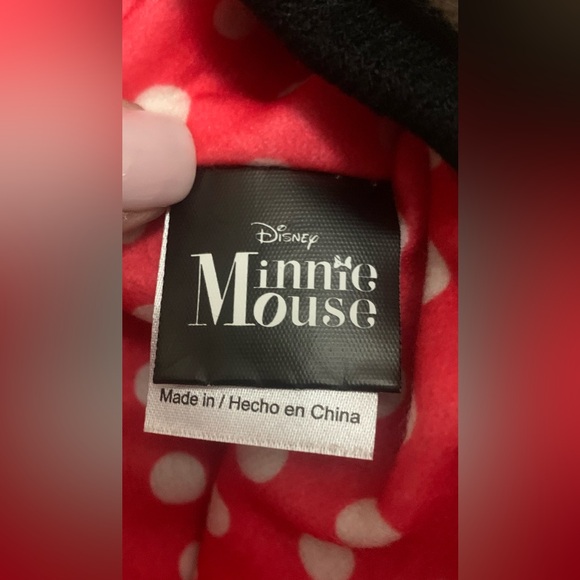 Disney
Minnie
Mouse
Made in / Hecho en China